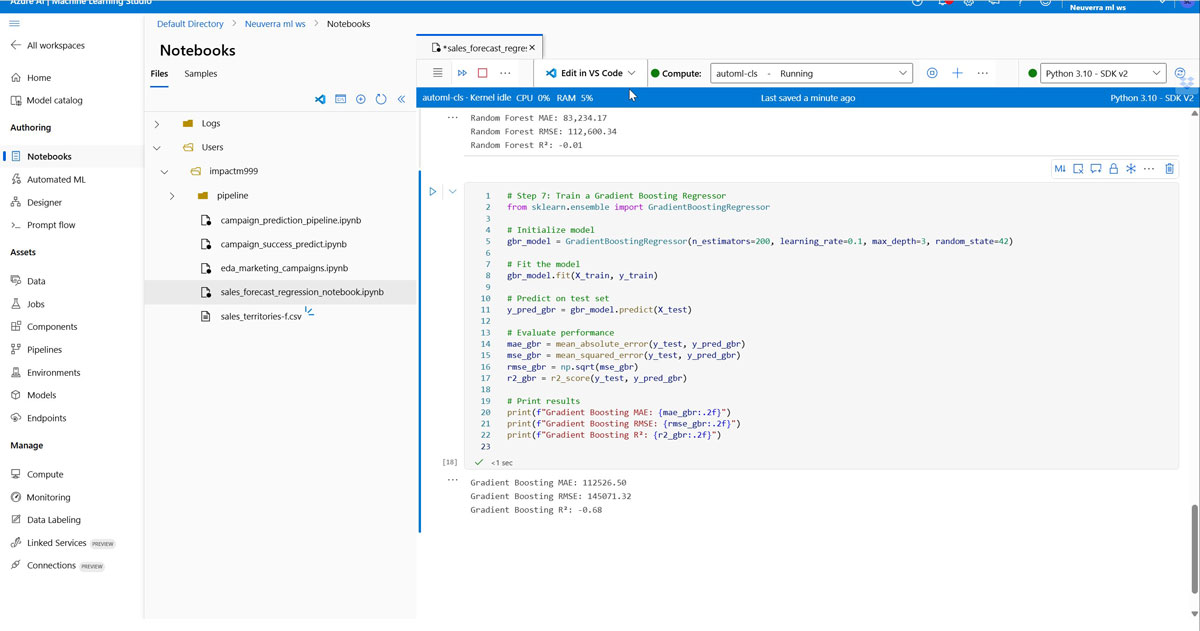 Azure AI | Machine Learning Studio
Neuverra ml ws
Default Directory > Neuverra ml ws > Notebooks
All workspaces
Home
Model catalog
Authoring
Notebooks
Automated ML
Designer
Prompt flow
Assets
Data
Jobs
Components
Pipelines
Environments
Models
Endpoints
Manage
Compute
Monitoring
Data Labeling
Linked Services PREVIEW
Connections PREVIEW
Notebooks
Files Samples
Logs
Users
impactm999
pipeline
campaign_prediction_pipeline.ipynb
campaign_success_predict.ipynb
eda_marketing_campaigns.ipynb
sales_forecast_regression_notebook.ipynb
sales_territories-f.csv
*sales_forecast_regre:
Edit in VS Code Compute: automl-cls - Running Python 3.10 - SDK v2
automl-cls · Kernel idle CPU 0% RAM 5% Last saved a minute ago Python 3.10 - SDK V2
Random Forest MAE: 83,234.17
Random Forest RMSE: 112,600.34
Random Forest R²: -0.01
M↓
1 # Step 7: Train a Gradient Boosting Regressor
2 from sklearn.ensemble import GradientBoostingRegressor
3
4 # Initialize model
5 gbr_model = GradientBoostingRegressor(n_estimators=200, learning_rate=0.1, max_depth=3, random_state=42)
6
7 # Fit the model
8 gbr_model.fit(X_train, y_train)
9
10 # Predict on test set
11 y_pred_gbr = gbr_model.predict(X_test)
12
13 # Evaluate performance
14 mae_gbr = mean_absolute_error(y_test, y_pred_gbr)
15 mse_gbr = mean_squared_error(y_test, y_pred_gbr)
16 rmse_gbr = np.sqrt(mse_gbr)
17 r2_gbr = r2_score(y_test, y_pred_gbr)
18
19 # Print results
20 print(f"Gradient Boosting MAE: {mae_gbr:.2f}")
21 print(f"Gradient Boosting RMSE: {rmse_gbr:.2f}")
22 print(f"Gradient Boosting R²: {r2_gbr:.2f}")
23
[18] <1 sec
Gradient Boosting MAE: 112526.50
Gradient Boosting RMSE: 145071.32
Gradient Boosting R²: -0.68